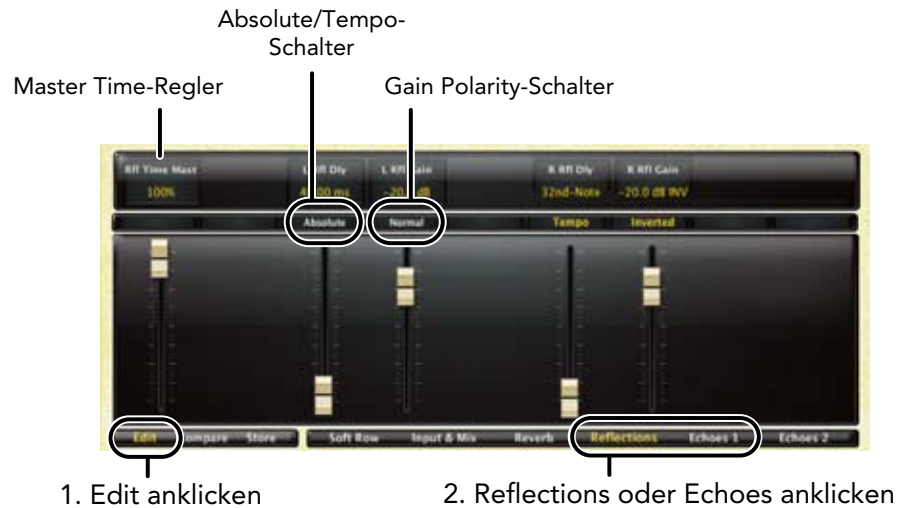 Absolute/Tempo-
Schalter
Master Time-Regler
Gain Polarity-Schalter
Rfl Time Mast
L Rfl Dly
L Rfl Gain
R Rfl Dly
R Rfl Gain
100%
ms
dB
32nd-Note
-20.0 dB INV
Absolute
Normal
Tempo
Inverted
Edit
Compare
Store
Soft Row
Input & Mix
Reverb
Reflections
Echoes 1
Echoes 2
1. Edit anklicken
2. Reflections oder Echoes anklicken